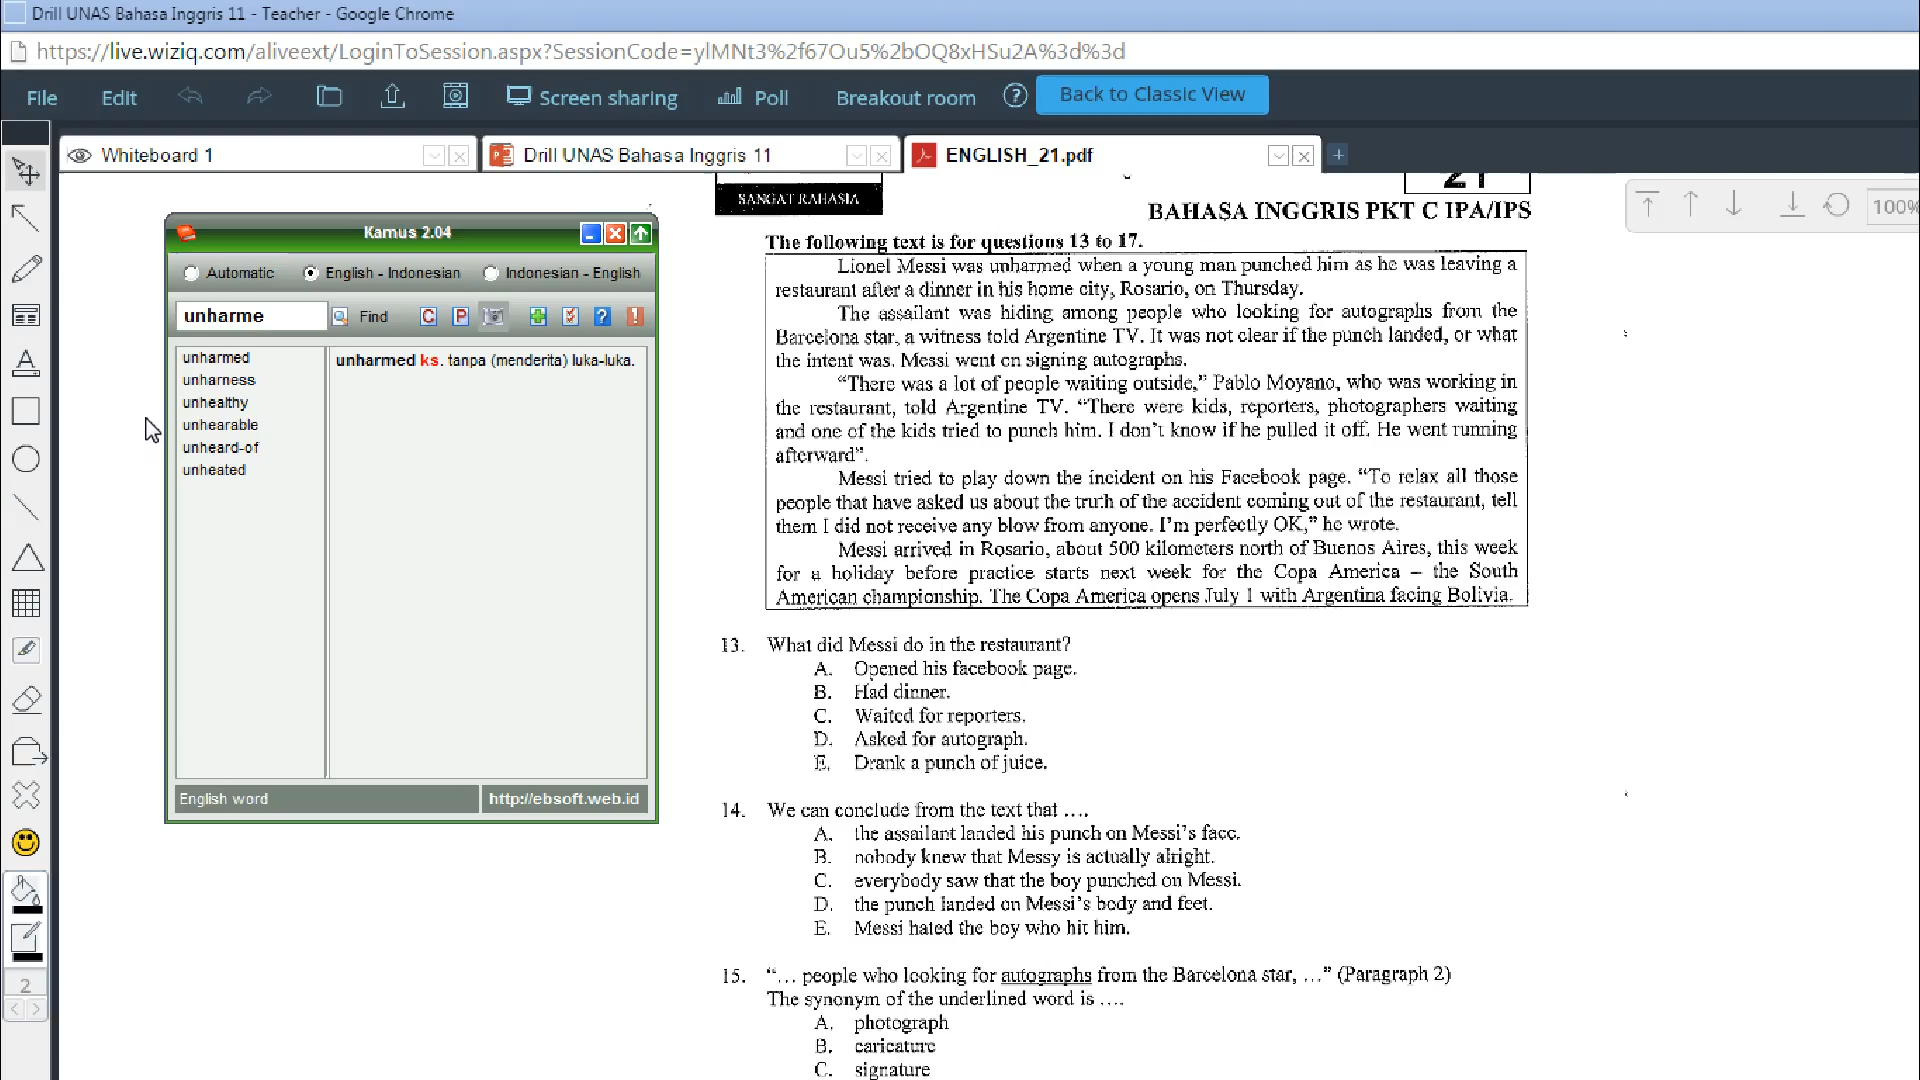 Drill UNAS Bahasa Inggris 11 - Teacher - Google Chrome
https://live.wiziq.com/aliveext/LoginToSession.aspx?SessionCode=ylMNt3%2f67Ou5%2bOQ8xHSu2A%3d%3d
File Edit Screen sharing Poll Breakout room ? Back to Classic View
Whiteboard 1 Drill UNAS Bahasa Inggris 11 ENGLISH_21.pdf +
SANGAT RAHASIA
21
BAHASA INGGRIS PKT C IPA/IPS
100%
Kamus 2.04
Automatic English - Indonesian Indonesian - English
unharme Find C P ? !
unharmed
unharness
unhealthy
unhearable
unheard-of
unheated
unharmed ks. tanpa (menderita) luka-luka.
English word http://ebsoft.web.id
2
The following text is for questions 13 to 17.
Lionel Messi was unharmed when a young man punched him as he was leaving a
restaurant after a dinner in his home city, Rosario, on Thursday.
The assailant was hiding among people who looking for autographs from the
Barcelona star, a witness told Argentine TV. It was not clear if the punch landed, or what
the intent was. Messi went on signing autographs.
“There was a lot of people waiting outside,” Pablo Moyano, who was working in
the restaurant, told Argentine TV. “There were kids, reporters, photographers waiting
and one of the kids tried to punch him. I don’t know if he pulled it off. He went running
afterward”.
Messi tried to play down the incident on his Facebook page. “To relax all those
people that have asked us about the truth of the accident coming out of the restaurant, tell
them I did not receive any blow from anyone. I’m perfectly OK,” he wrote.
Messi arrived in Rosario, about 500 kilometers north of Buenos Aires, this week
for a holiday before practice starts next week for the Copa America – the South
American championship. The Copa America opens July 1 with Argentina facing Bolivia.
13. What did Messi do in the restaurant?
A. Opened his facebook page.
B. Had dinner.
C. Waited for reporters.
D. Asked for autograph.
E. Drank a punch of juice.
14. We can conclude from the text that ....
A. the assailant landed his punch on Messi’s face.
B. nobody knew that Messy is actually alright.
C. everybody saw that the boy punched on Messi.
D. the punch landed on Messi’s body and feet.
E. Messi hated the boy who hit him.
15. “... people who looking for autographs from the Barcelona star, ...” (Paragraph 2)
The synonym of the underlined word is ....
A. photograph
B. caricature
C. signature